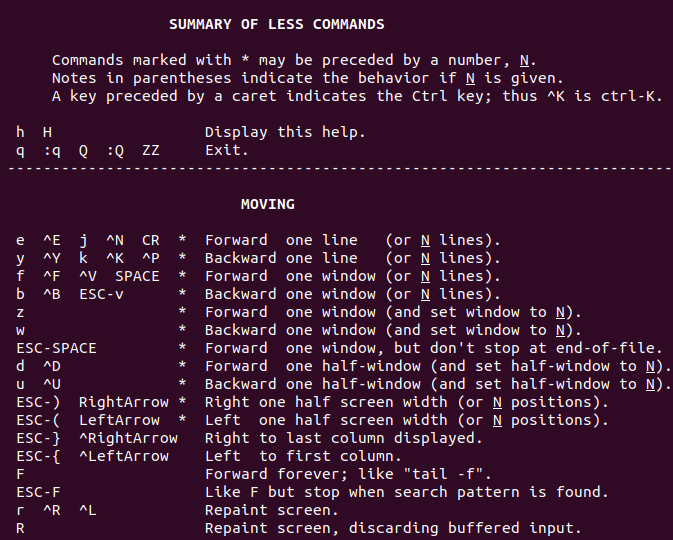 SUMMARY OF LESS COMMANDS
Commands marked with * may be preceded by a number, N.
Notes in parentheses indicate the behavior if N is given.
A key preceded by a caret indicates the Ctrl key; thus ^K is ctrl-K.
h  H                 Display this help.
q  :q  Q  :Q  ZZ     Exit.
---------------------------------------------------------------------------
MOVING
e  ^E  j  ^N  CR  *  Forward  one line   (or N lines).
y  ^Y  k  ^K  ^P  *  Backward one line   (or N lines).
f  ^F  ^V  SPACE  *  Forward  one window (or N lines).
b  ^B  ESC-v      *  Backward one window (or N lines).
z                 *  Forward  one window (and set window to N).
w                 *  Backward one window (and set window to N).
ESC-SPACE         *  Forward  one window, but don't stop at end-of-file.
d  ^D             *  Forward  one half-window (and set half-window to N).
u  ^U             *  Backward one half-window (and set half-window to N).
ESC-)  RightArrow *  Right one half screen width (or N positions).
ESC-(  LeftArrow  *  Left  one half screen width (or N positions).
ESC-}  ^RightArrow   Right to last column displayed.
ESC-{  ^LeftArrow    Left  to first column.
F                    Forward forever; like "tail -f".
ESC-F                Like F but stop when search pattern is found.
r  ^R  ^L            Repaint screen.
R                    Repaint screen, discarding buffered input.